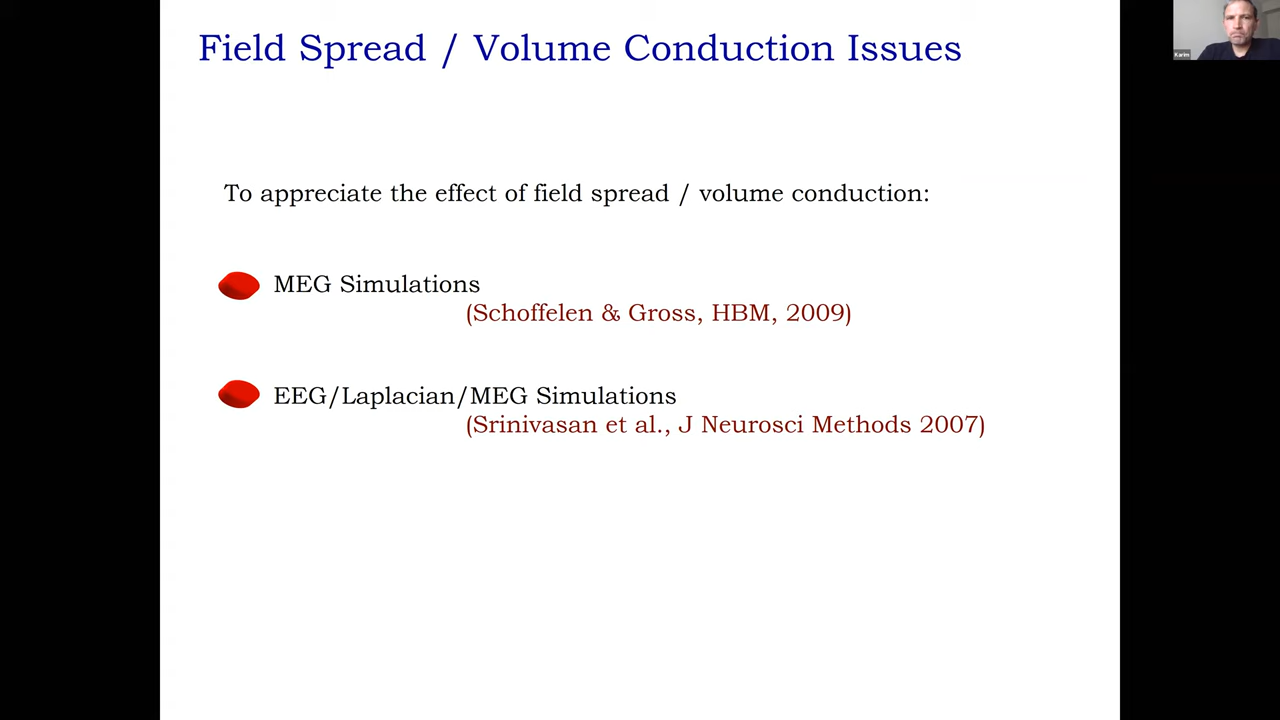 Field Spread / Volume Conduction Issues
Karim
To appreciate the effect of field spread / volume conduction:
MEG Simulations
(Schoffelen & Gross, HBM, 2009)
EEG/Laplacian/MEG Simulations
(Srinivasan et al., J Neurosci Methods 2007)